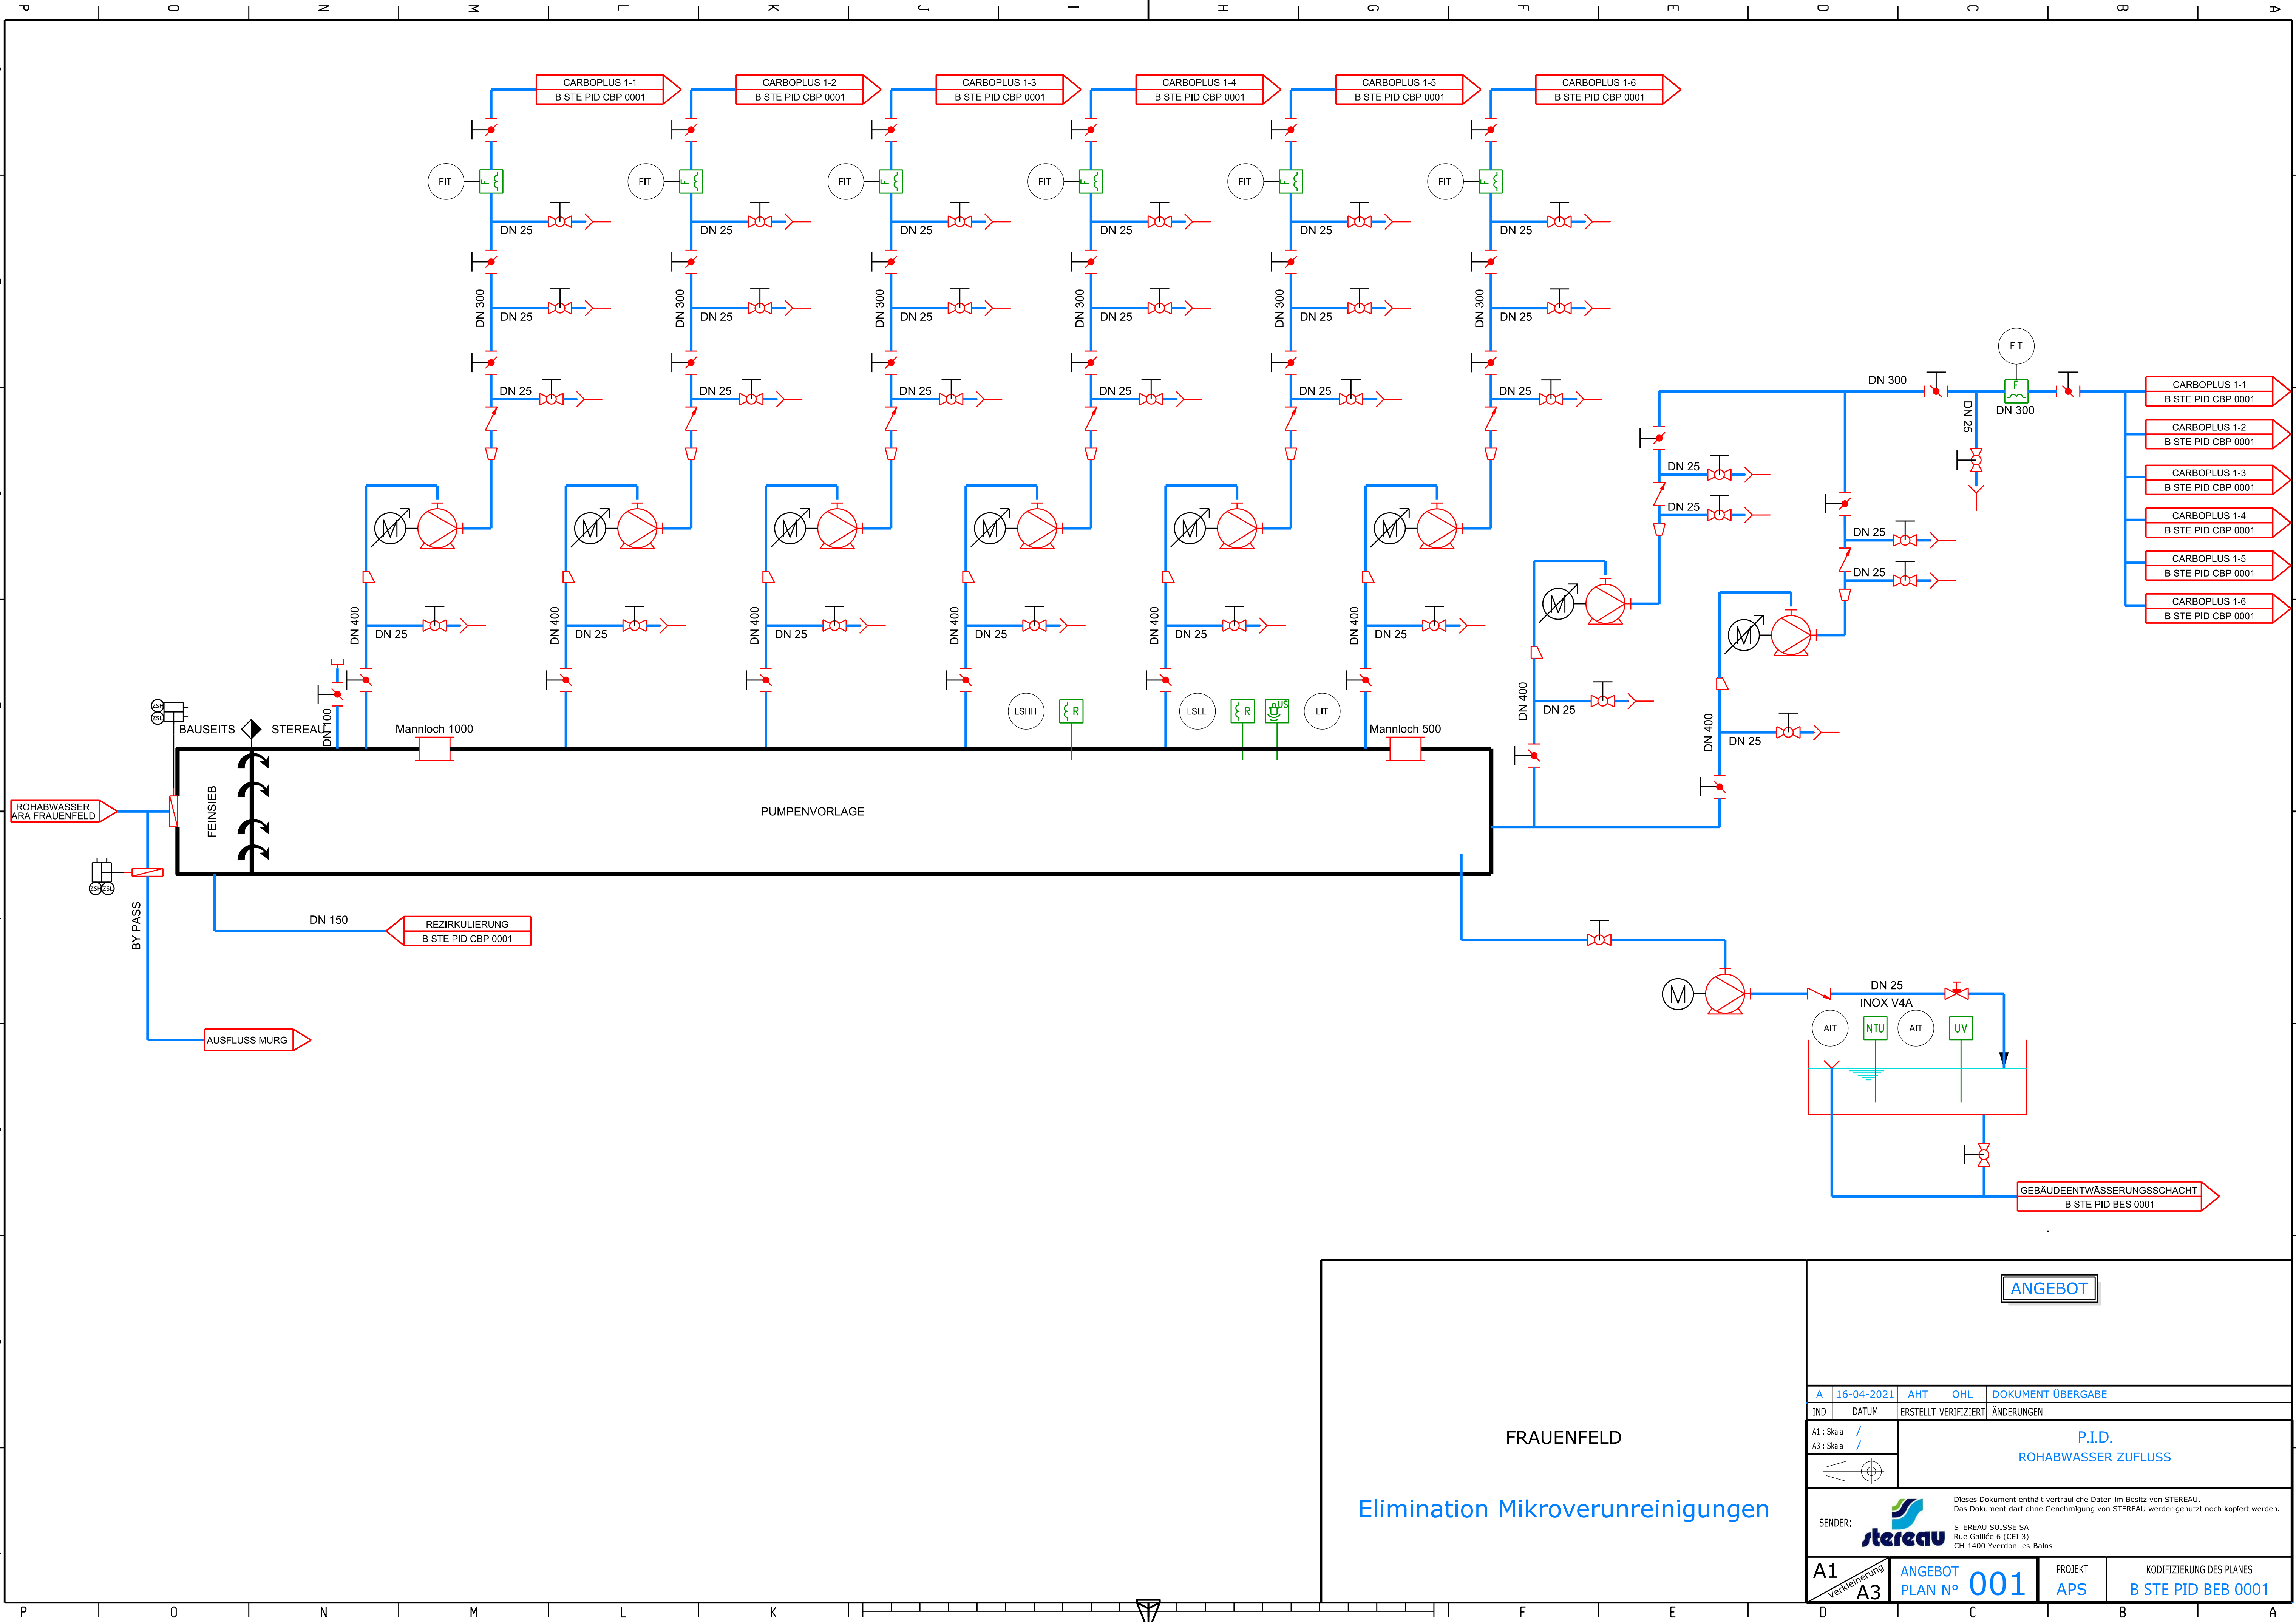 P O N M L K J I H G F E D C B A
CARBOPLUS 1-1
B STE PID CBP 0001
CARBOPLUS 1-2
B STE PID CBP 0001
CARBOPLUS 1-3
B STE PID CBP 0001
CARBOPLUS 1-4
B STE PID CBP 0001
CARBOPLUS 1-5
B STE PID CBP 0001
CARBOPLUS 1-6
B STE PID CBP 0001
FIT F FIT F FIT F FIT F FIT F FIT F
DN 25 DN 25 DN 25 DN 25 DN 25 DN 25
DN 300 DN 300 DN 300 DN 300 DN 300 DN 300
DN 25 DN 25 DN 25 DN 25 DN 25 DN 25
DN 25 DN 25 DN 25 DN 25 DN 25 DN 25
M M M M M M
DN 400 DN 400 DN 400 DN 400 DN 400 DN 400
DN 25 DN 25 DN 25 DN 25 DN 25 DN 25
FIT
F
DN 300
DN 300
DN 25
CARBOPLUS 1-1
B STE PID CBP 0001
CARBOPLUS 1-2
B STE PID CBP 0001
CARBOPLUS 1-3
B STE PID CBP 0001
CARBOPLUS 1-4
B STE PID CBP 0001
CARBOPLUS 1-5
B STE PID CBP 0001
CARBOPLUS 1-6
B STE PID CBP 0001
DN 25
DN 25
DN 25
DN 25
M
M
DN 400
DN 25
DN 400
DN 25
ZSH
ZSL
BAUSEITS
STEREAU
DN 100
Mannloch 1000
LSHH R
LSLL R
US LIT
Mannloch 500
ROHABWASSER
ARA FRAUENFELD
FEINSIEB
PUMPENVORLAGE
ZSH ZSL
BY PASS
DN 150
REZIRKULIERUNG
B STE PID CBP 0001
AUSFLUSS MURG
M
DN 25
INOX V4A
AIT NTU
AIT UV
GEBÄUDEENTWÄSSERUNGSSCHACHT
B STE PID BES 0001
ANGEBOT
A 16-04-2021 AHT OHL DOKUMENT ÜBERGABE
IND DATUM ERSTELLT VERIFIZIERT ÄNDERUNGEN
A1 : Skala /
A3 : Skala /
P.I.D.
ROHABWASSER ZUFLUSS
-
FRAUENFELD
Elimination Mikroverunreinigungen
SENDER:
stereau
Dieses Dokument enthält vertrauliche Daten im Besitz von STEREAU.
Das Dokument darf ohne Genehmigung von STEREAU werder genutzt noch kopiert werden.
STEREAU SUISSE SA
Rue Galilée 6 (CEI 3)
CH-1400 Yverdon-les-Bains
A1
Verkleinerung
A3
ANGEBOT
PLAN N° 001
PROJEKT
APS
KODIFIZIERUNG DES PLANES
B STE PID BEB 0001
P O N M L K F E D C B A